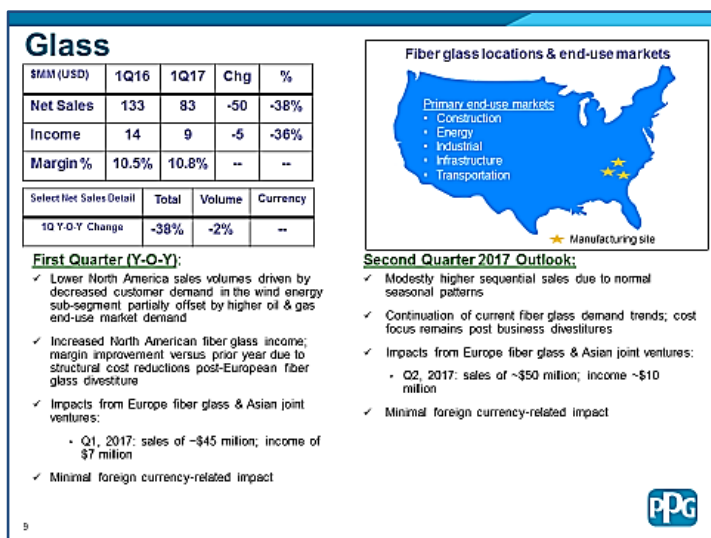 Glass
$MM (USD) 1Q16 1Q17 Chg %
Net Sales 133 83 -50 -38%
Income 14 9 -5 -36%
Margin % 10.5% 10.8% -- --
Select Net Sales Detail Total Volume Currency
1Q Y-O-Y Change -38% -2% --
First Quarter (Y-O-Y):
✓ Lower North America sales volumes driven by
decreased customer demand in the wind energy
sub-segment partially offset by higher oil & gas
end-use market demand
✓ Increased North American fiber glass income;
margin improvement versus prior year due to
structural cost reductions post-European fiber
glass divestiture
✓ Impacts from Europe fiber glass & Asian joint
ventures:
• Q1, 2017: sales of ~$45 million; income of
$7 million
✓ Minimal foreign currency-related impact
Fiber glass locations & end-use markets
Primary end-use markets
• Construction
• Energy
• Industrial
• Infrastructure
• Transportation
Manufacturing site
Second Quarter 2017 Outlook:
✓ Modestly higher sequential sales due to normal
seasonal patterns
✓ Continuation of current fiber glass demand trends; cost
focus remains post business divestitures
✓ Impacts from Europe fiber glass & Asian joint ventures:
• Q2, 2017: sales of ~$50 million; income ~$10
million
✓ Minimal foreign currency-related impact
9
PPG